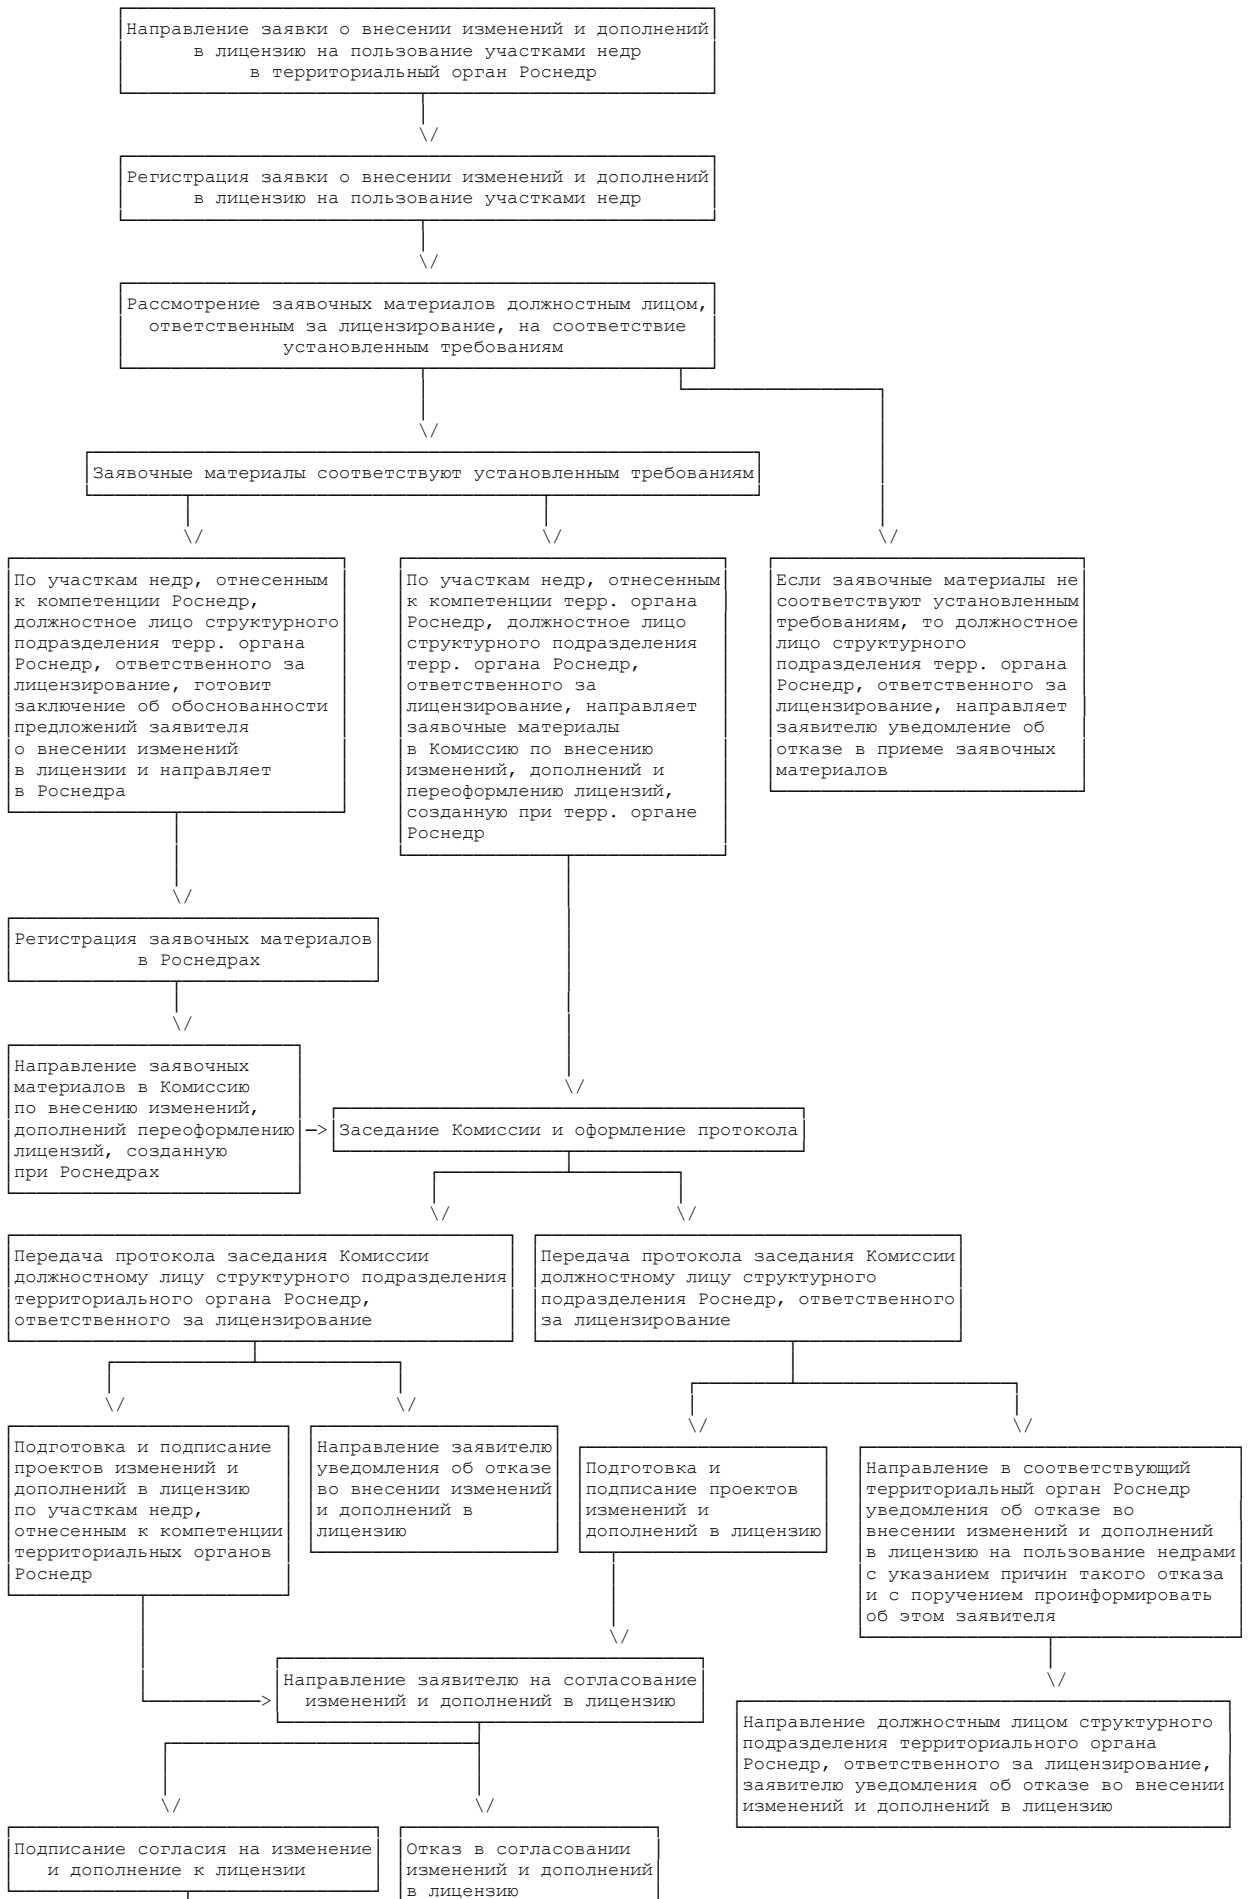 Направление заявки о внесении изменений и дополнений
в лицензию на пользование участками недр
в территориальный орган Роснедр
Регистрация заявки о внесении изменений и дополнений
в лицензию на пользование участками недр
Рассмотрение заявочных материалов должностным лицом,
ответственным за лицензирование, на соответствие
установленным требованиям
Заявочные материалы соответствуют установленным требованиям
По участкам недр, отнесенным
к компетенции Роснедр,
должностное лицо структурного
подразделения терр. органа
Роснедр, ответственного за
лицензирование, готовит
заключение об обоснованности
предложений заявителя
о внесении изменений
в лицензии и направляет
в Роснедра
По участкам недр, отнесенным
к компетенции терр. органа
Роснедр, должностное лицо
структурного подразделения
терр. органа Роснедр,
ответственного за
лицензирование, направляет
заявочные материалы
в Комиссию по внесению
изменений, дополнений и
переоформлению лицензий,
созданную при терр. органе
Роснедр
Если заявочные материалы не
соответствуют установленным
требованиям, то должностное
лицо структурного
подразделения терр. органа
Роснедр, ответственного за
лицензирование, направляет
заявителю уведомление об
отказе в приеме заявочных
материалов
Регистрация заявочных материалов
в Роснедрах
Направление заявочных
материалов в Комиссию
по внесению изменений,
дополнений переоформлению
лицензий, созданную
при Роснедрах
Заседание Комиссии и оформление протокола
Передача протокола заседания Комиссии
должностному лицу структурного подразделения
территориального органа Роснедр,
ответственного за лицензирование
Передача протокола заседания Комиссии
должностному лицу структурного
подразделения Роснедр, ответственного
за лицензирование
Подготовка и подписание
проектов изменений и
дополнений в лицензию
по участкам недр,
отнесенным к компетенции
территориальных органов
Роснедр
Направление заявителю
уведомления об отказе
во внесении изменений
и дополнений в
лицензию
Подготовка и
подписание проектов
изменений и
дополнений в лицензию
Направление в соответствующий
территориальный орган Роснедр
уведомления об отказе во
внесении изменений и дополнений
в лицензию на пользование недрами
с указанием причин такого отказа
и с поручением проинформировать
об этом заявителя
Направление заявителю на согласование
изменений и дополнений в лицензию
Направление должностным лицом структурного
подразделения территориального органа
Роснедр, ответственного за лицензирование,
заявителю уведомления об отказе во внесении
изменений и дополнений в лицензию
Подписание согласия на изменение
и дополнение к лицензии
Отказ в согласовании
изменений и дополнений
в лицензию